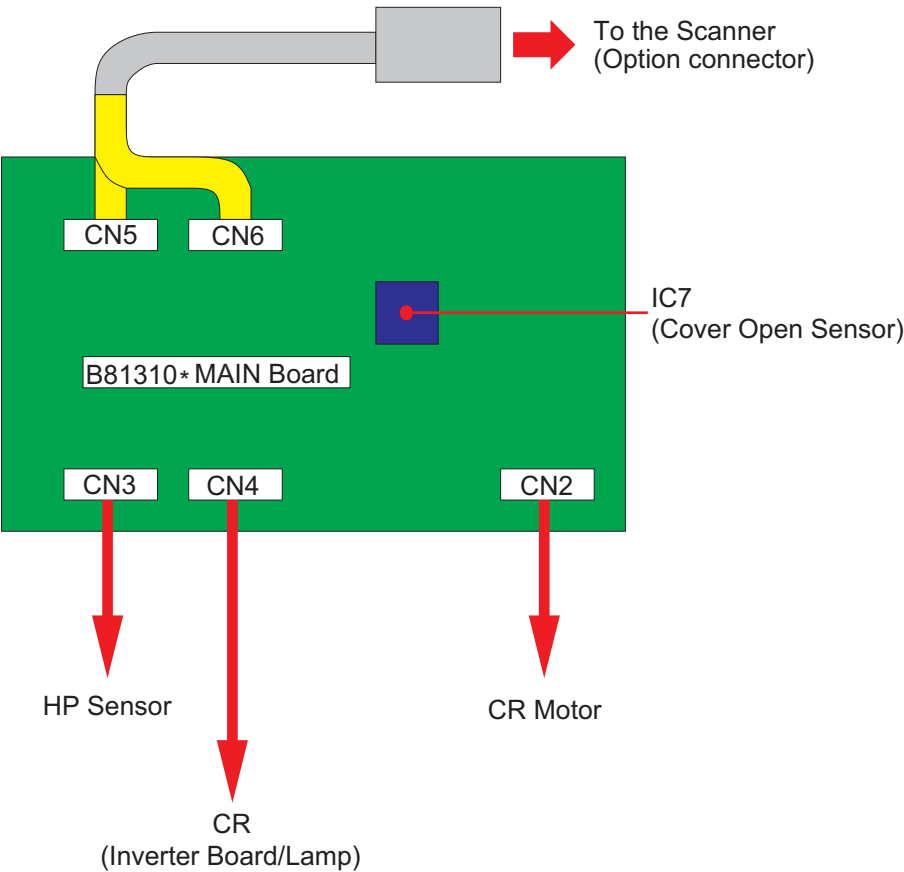 To the Scanner
(Option connector)
CN5
CN6
IC7
(Cover Open Sensor)
B81310* MAIN Board
CN3
CN4
CN2
HP Sensor
CR Motor
CR
(Inverter Board/Lamp)